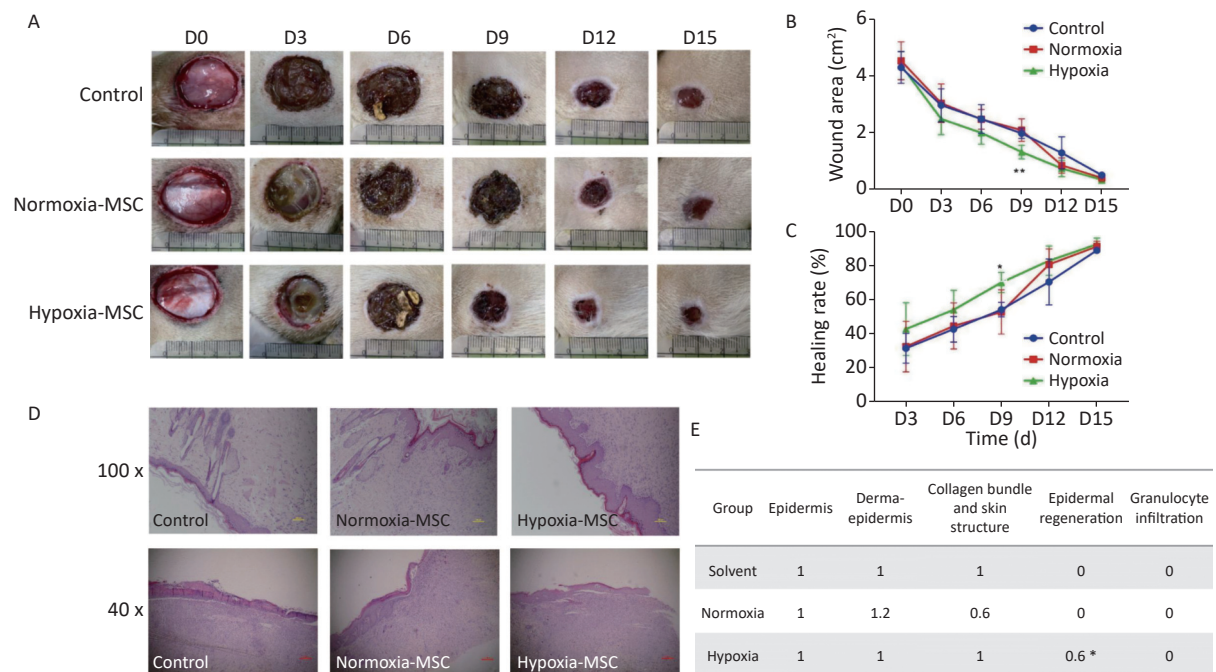 A
D0 D3 D6 D9 D12 D15
Control
Normoxia-MSC
Hypoxia-MSC
B
Wound area (cm²)
6
4
2
0
Control
Normoxia
Hypoxia
**
D0 D3 D6 D9 D12 D15
C
Healing rate (%)
100
80
60
40
20
0
*
Control
Normoxia
Hypoxia
D3 D6 D9 D12 D15
Time (d)
D
100 x
Control Normoxia-MSC Hypoxia-MSC
40 x
Control Normoxia-MSC Hypoxia-MSC
E
Group Epidermis Derma-
epidermis Collagen bundle
and skin
structure Epidermal
regeneration Granulocyte
infiltration
Solvent 1 1 1 0 0
Normoxia 1 1.2 0.6 0 0
Hypoxia 1 1 1 0.6 * 0